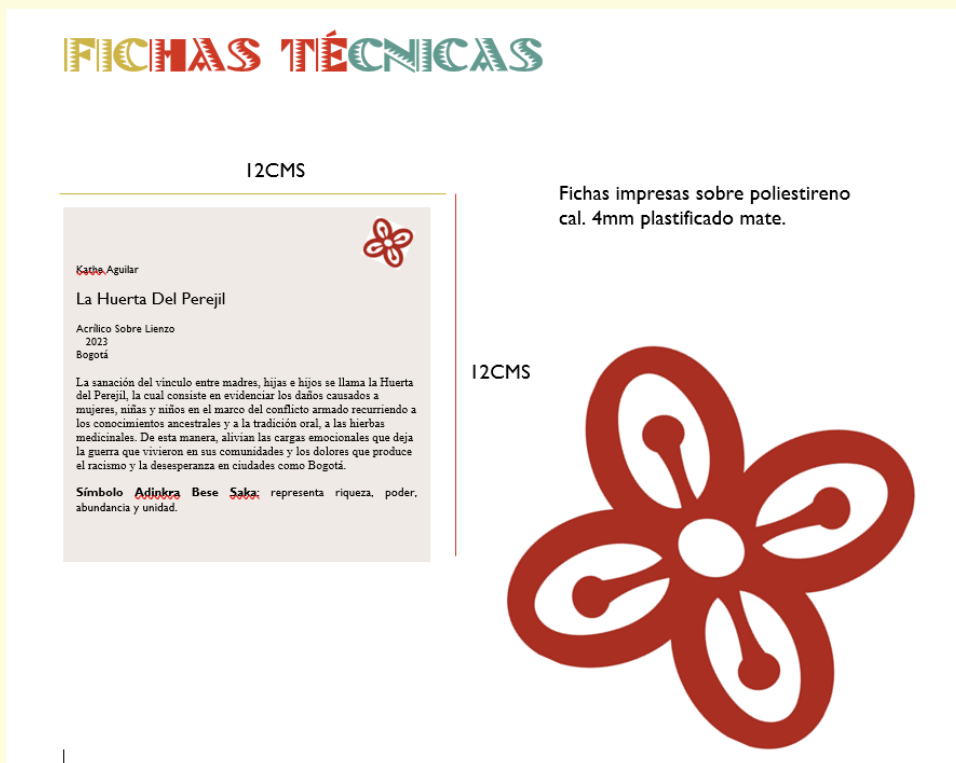 FICHAS TÉCNICAS
12CMS
Fichas impresas sobre poliestireno
cal. 4mm plastificado mate.
Kathe Aguilar
La Huerta Del Perejil
Acrílico Sobre Lienzo
2023
Bogotá
La sanación del vínculo entre madres, hijas e hijos se llama la Huerta
del Perejil, la cual consiste en evidenciar los daños causados a
mujeres, niñas y niños en el marco del conflicto armado recurriendo a
los conocimientos ancestrales y a la tradición oral, a las hierbas
medicinales. De esta manera, alivian las cargas emocionales que deja
la guerra que vivieron en sus comunidades y los dolores que produce
el racismo y la desesperanza en ciudades como Bogotá.
Símbolo Adinkra Bese Saka: representa riqueza, poder,
abundancia y unidad.
12CMS